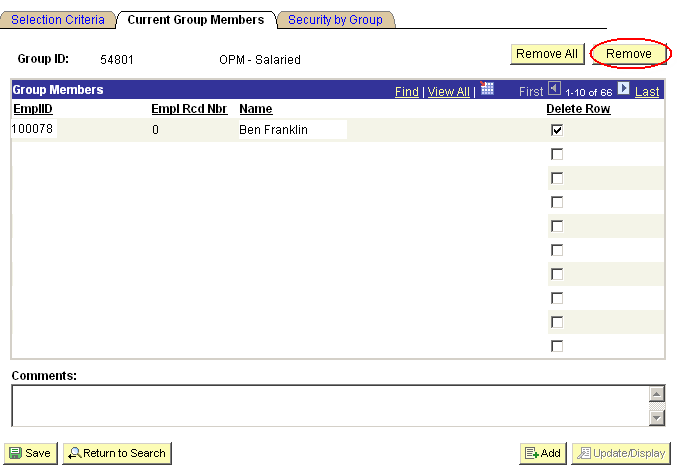 Selection Criteria Current Group Members Security by Group
Group ID: 54801 OPM - Salaried Remove All Remove
Group Members Find | View All | First 1-10 of 66 Last
EmplID Empl Rcd Nbr Name Delete Row
100078 0 Ben Franklin
Comments:
Save Return to Search Add Update/Display